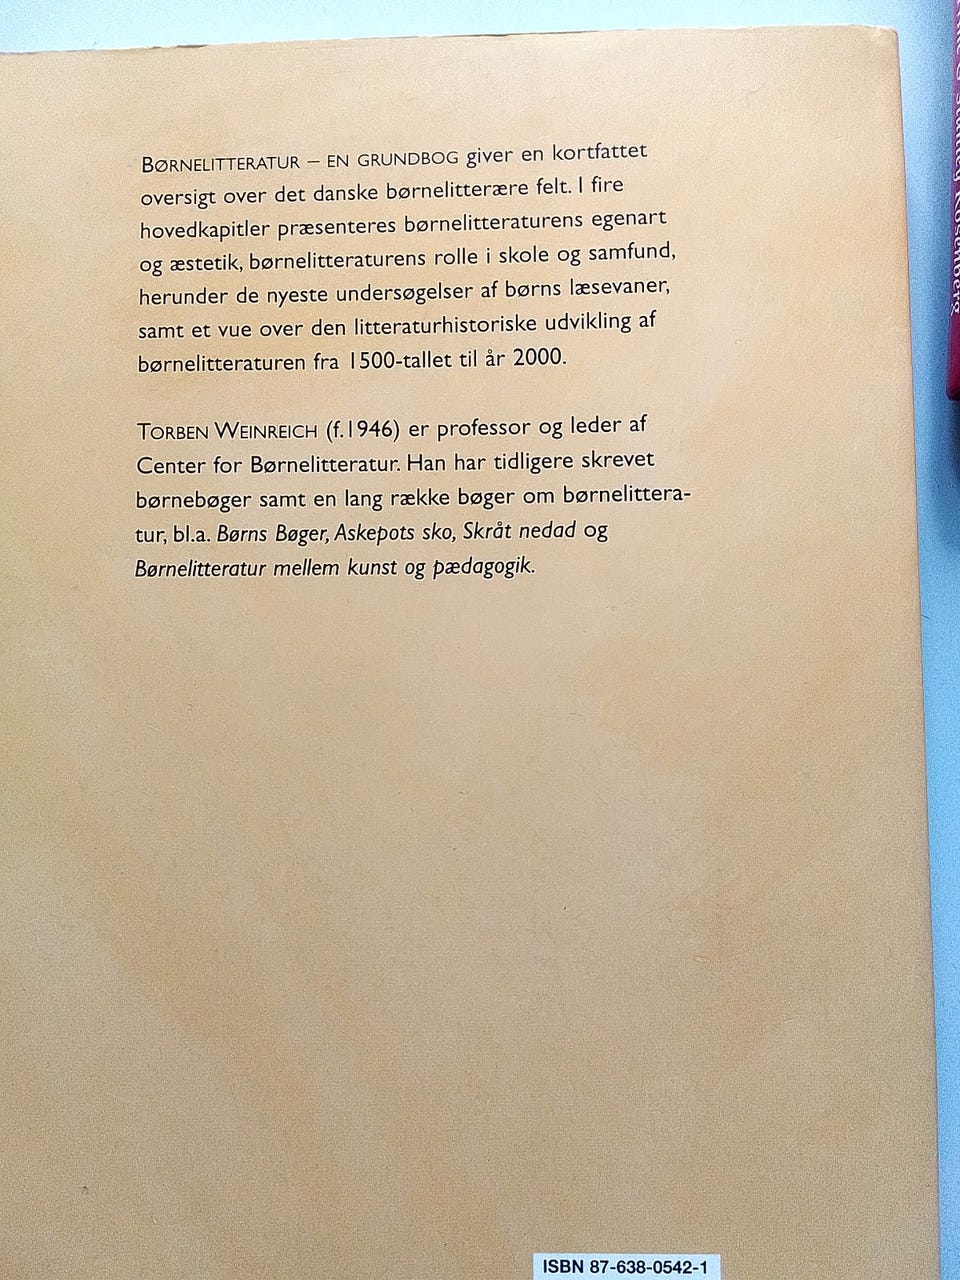 BØRNELITTERATUR – EN GRUNDBOG giver en kortfattet
oversigt over det danske børnelitterære felt. I fire
hovedkapitler præsenteres børnelitteraturens egenart
og æstetik, børnelitteraturens rolle i skole og samfund,
herunder de nyeste undersøgelser af børns læsevaner,
samt et vue over den litteraturhistoriske udvikling af
børnelitteraturen fra 1500-tallet til år 2000.
TORBEN WEINREICH (f.1946) er professor og leder af
Center for Børnelitteratur. Han har tidligere skrevet
børnebøger samt en lang række bøger om børnelittera-
tur, bl.a. Børns Bøger, Askepots sko, Skråt nedad og
Børnelitteratur mellem kunst og pædagogik.
ISBN 87-638-0542-1
& Stanley Rosenberg